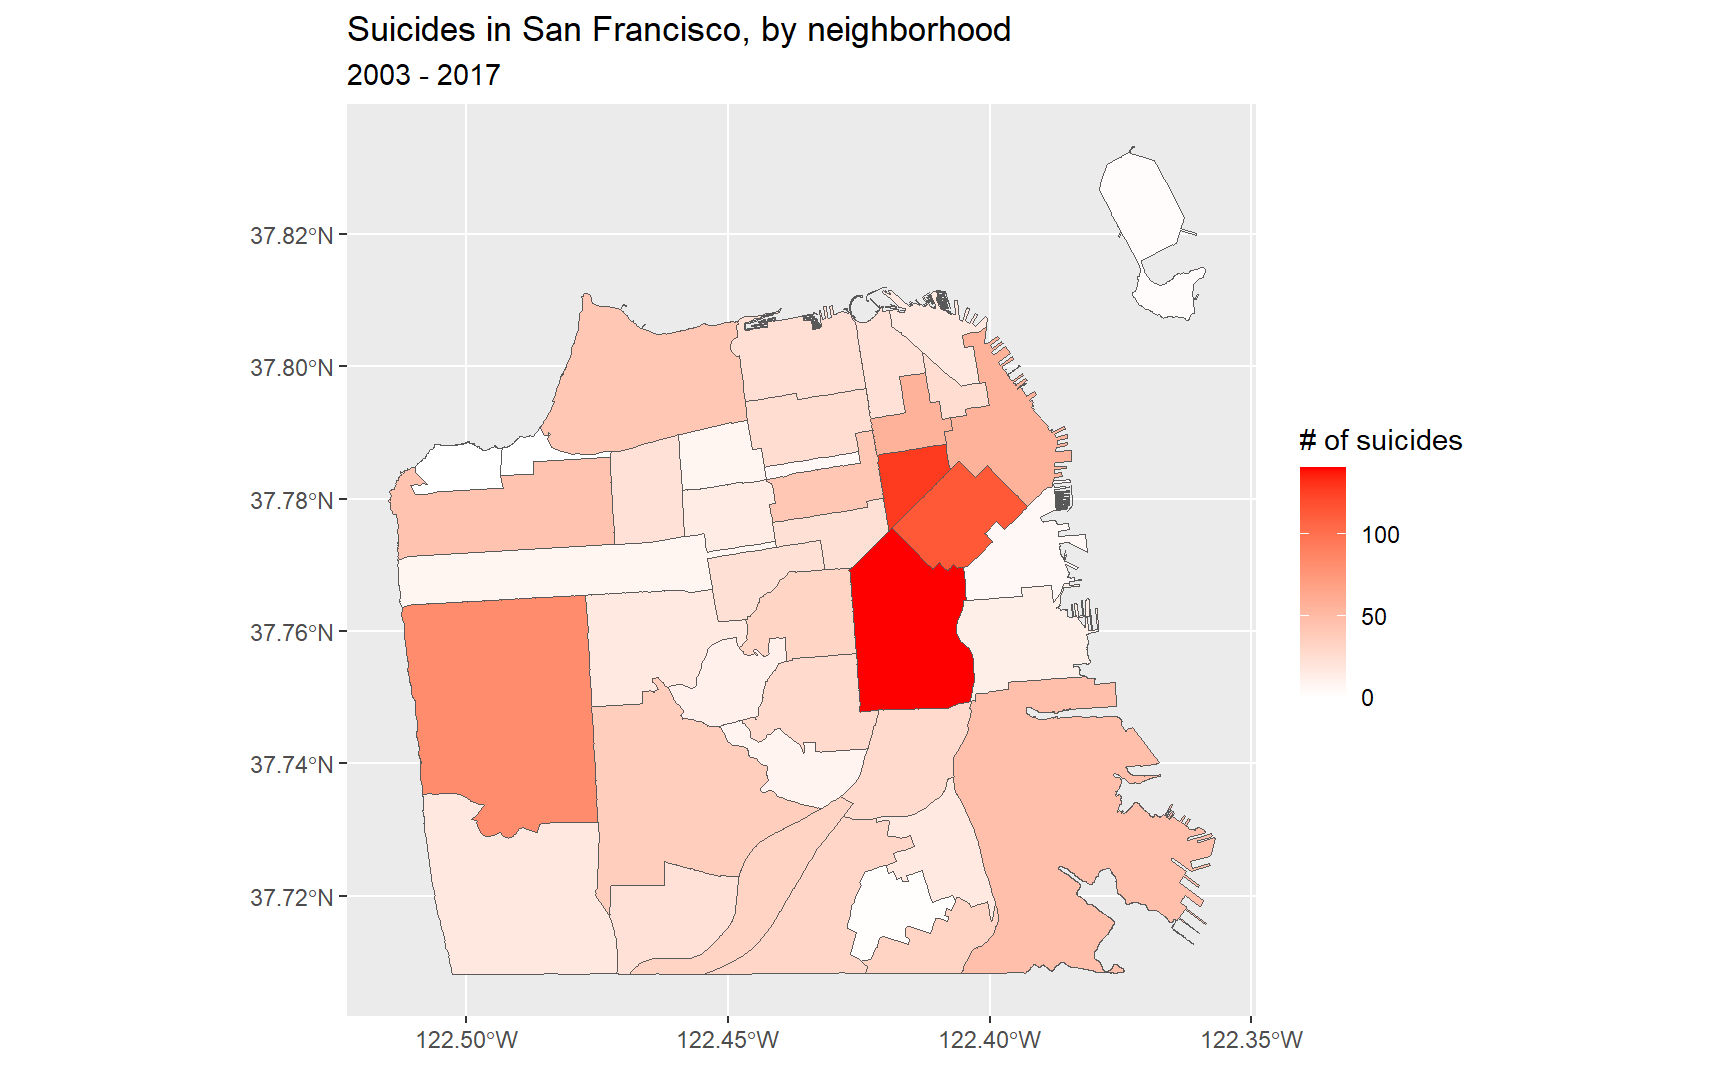 Suicides in San Francisco, by neighborhood
2003 - 2017
37.82°N
37.80°N
37.78°N
37.76°N
37.74°N
37.72°N
122.50°W
122.45°W
122.40°W
122.35°W
# of suicides
100
50
0